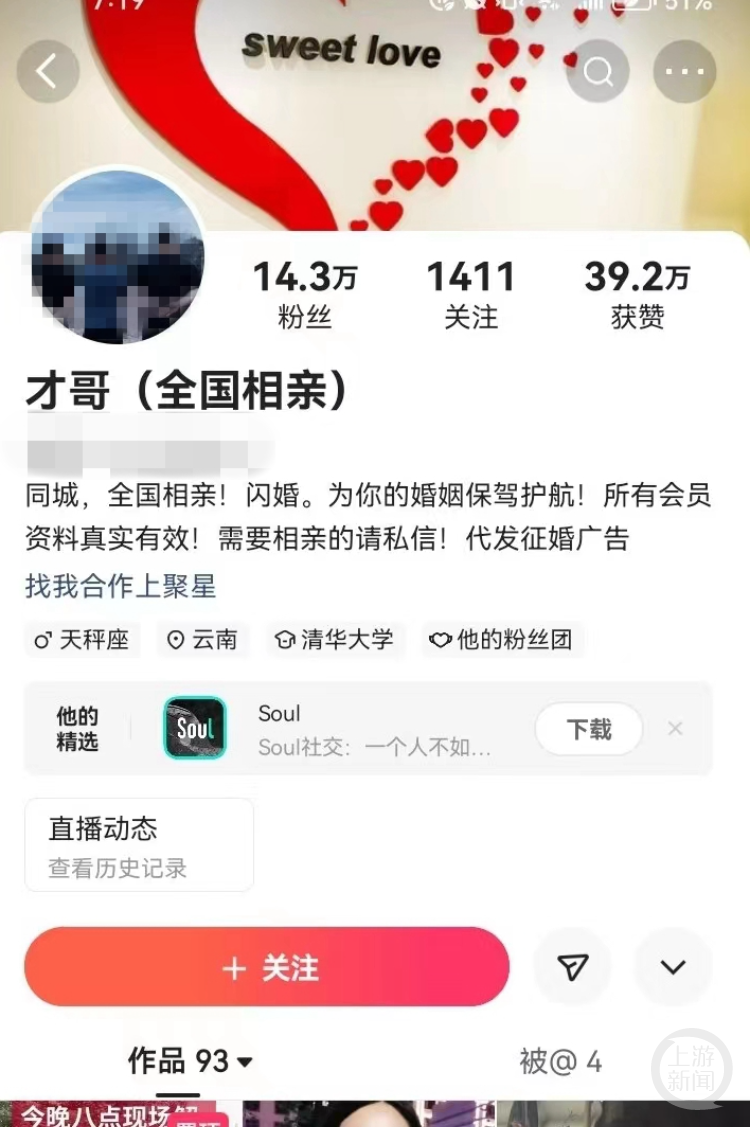 7:19
51%
sweet love
14.3万
1411
39.2万
粉丝
关注
获赞
才哥（全国相亲）
同城，全国相亲！闪婚。为你的婚姻保驾护航！所有会员
资料真实有效！需要相亲的请私信！代发征婚广告
找我合作上聚星
天秤座
云南
清华大学
他的粉丝团
他的
精选
Soul
Soul
Soul社交：一个人不如...
下载
直播动态
查看历史记录
关注
作品 93
被@ 4
上游
新闻
今晚八点现场